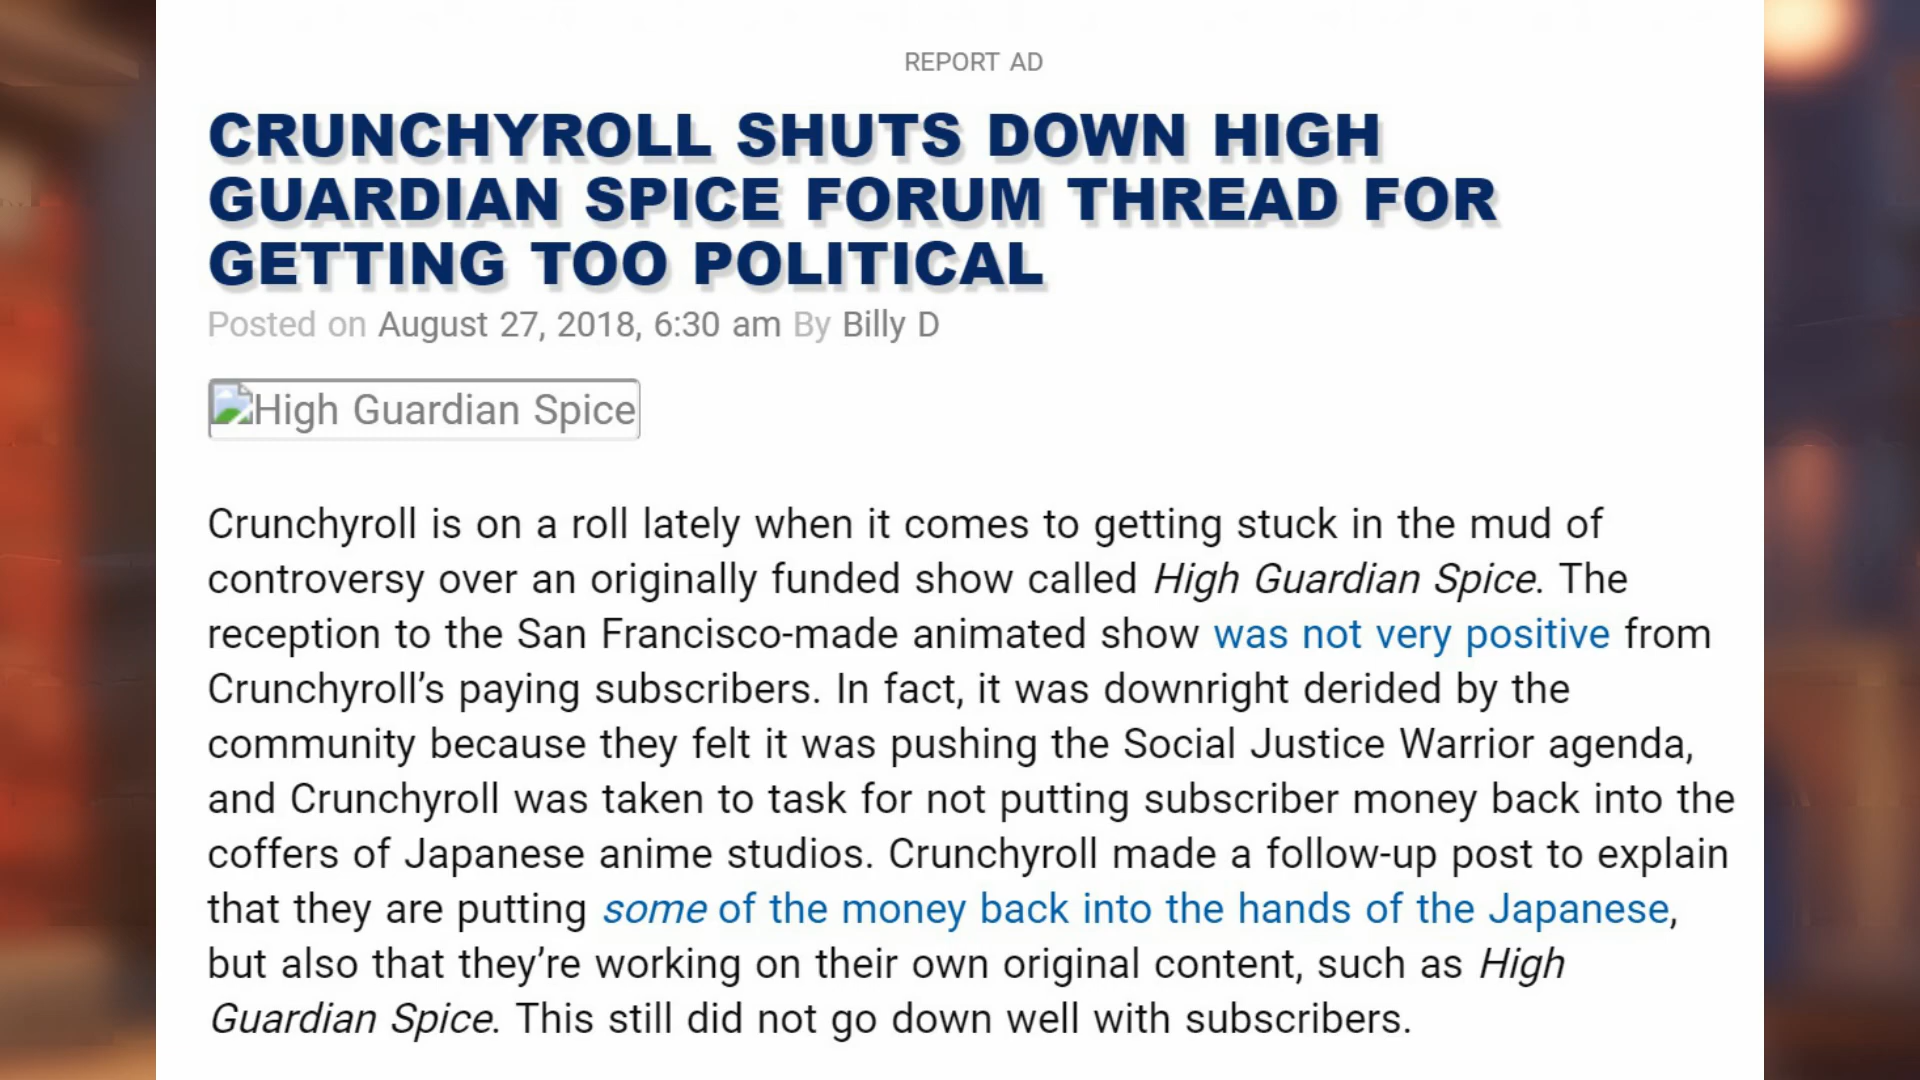 REPORT AD
CRUNCHYROLL SHUTS DOWN HIGH
GUARDIAN SPICE FORUM THREAD FOR
GETTING TOO POLITICAL
Posted on August 27, 2018, 6:30 am By Billy D
High Guardian Spice
Crunchyroll is on a roll lately when it comes to getting stuck in the mud of
controversy over an originally funded show called High Guardian Spice. The
reception to the San Francisco-made animated show was not very positive from
Crunchyroll’s paying subscribers. In fact, it was downright derided by the
community because they felt it was pushing the Social Justice Warrior agenda,
and Crunchyroll was taken to task for not putting subscriber money back into the
coffers of Japanese anime studios. Crunchyroll made a follow-up post to explain
that they are putting some of the money back into the hands of the Japanese,
but also that they’re working on their own original content, such as High
Guardian Spice. This still did not go down well with subscribers.